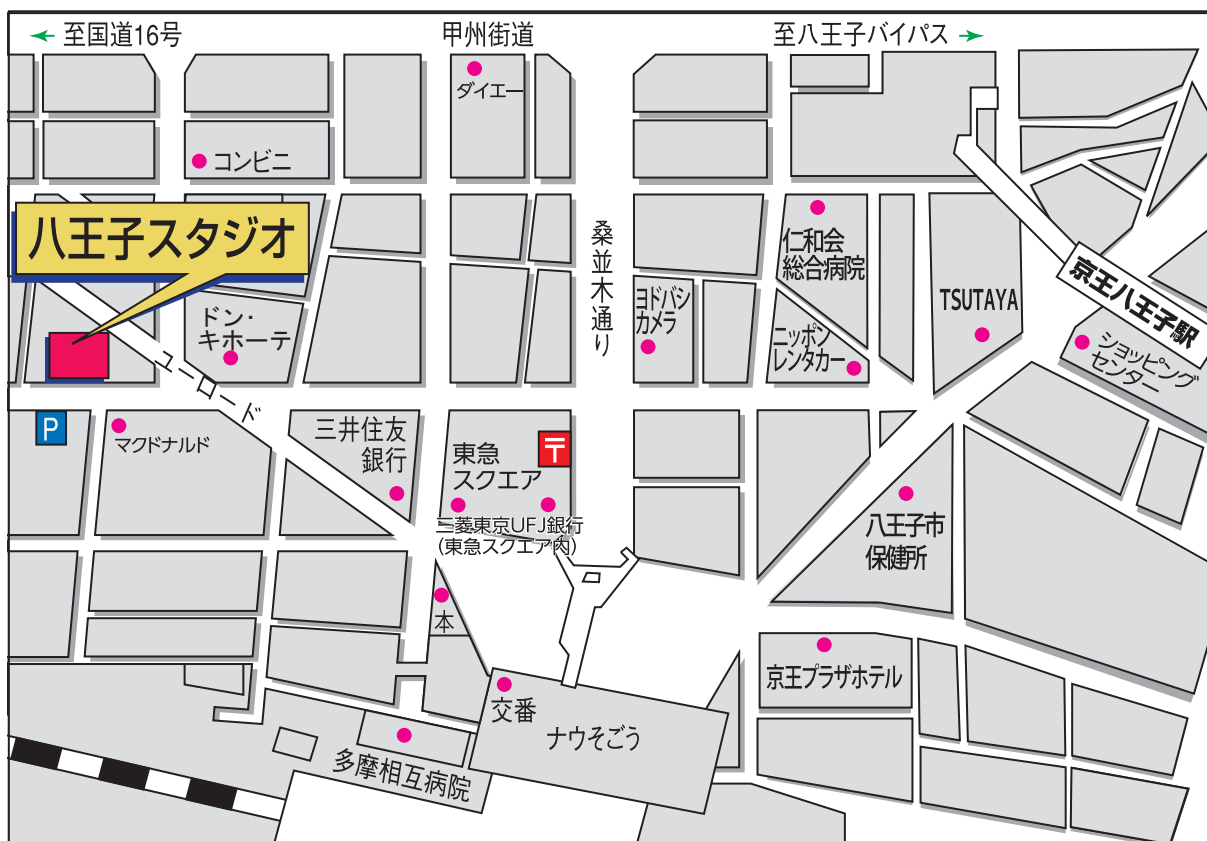 至国道16号
甲州街道
至八王子バイパス
ダイエー
コンビニ
八王子スタジオ
桑並木通り
仁和会
総合病院
京王八王子駅
ヨドバシ
カメラ
TSUTAYA
ドン・
キホーテ
ニッポン
レンタカー
ショッピング
センター
ユーロード
P
マクドナルド
三井住友
銀行
東急
スクエア
〒
三菱東京UFJ銀行
(東急スクエア内)
八王子市
保健所
本
京王プラザホテル
交番
ナウそごう
多摩相互病院